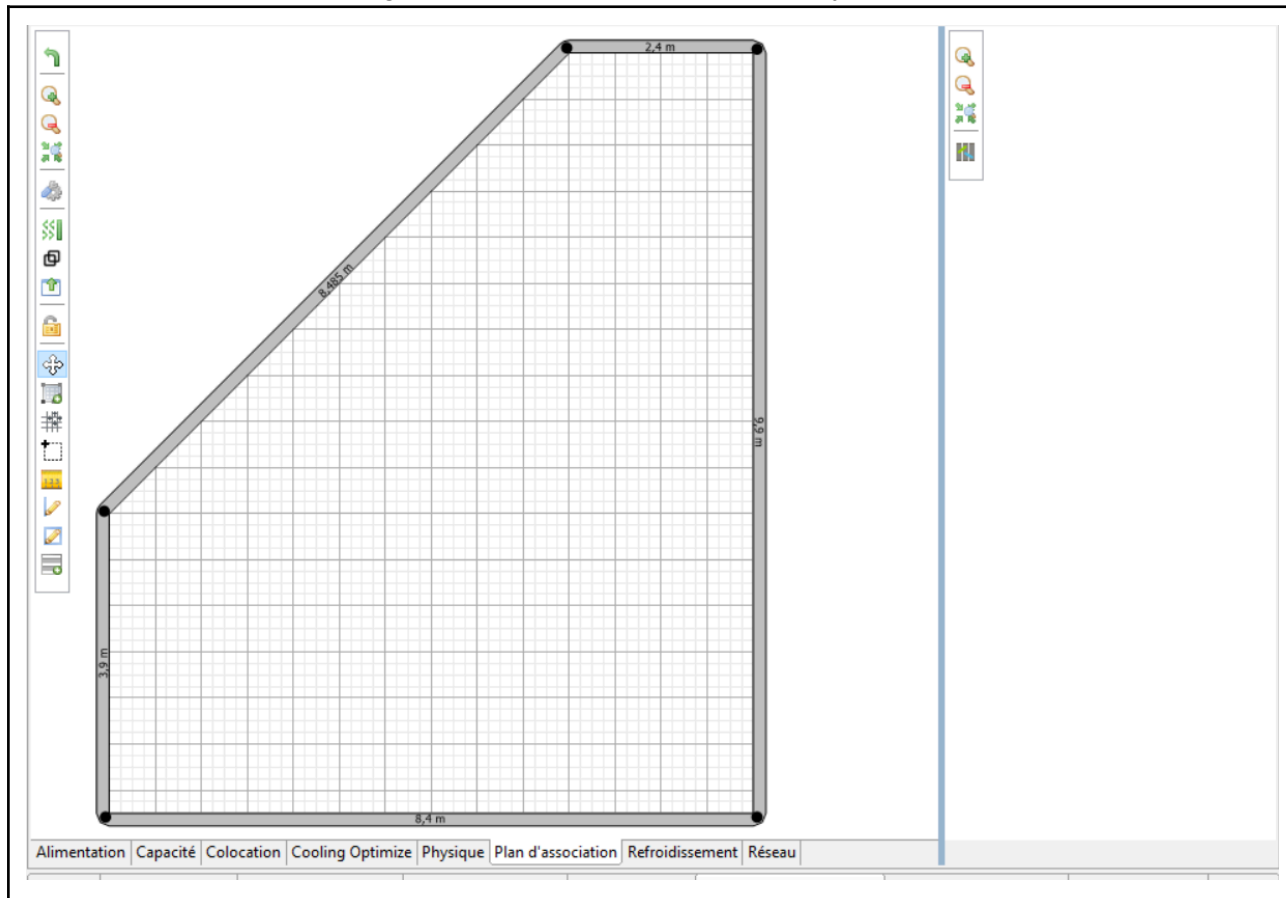 2,4 m
8,485 m
9,9 m
3,9 m
8,4 m
Alimentation Capacité Colocation Cooling Optimize Physique Plan d'association Refroidissement Réseau